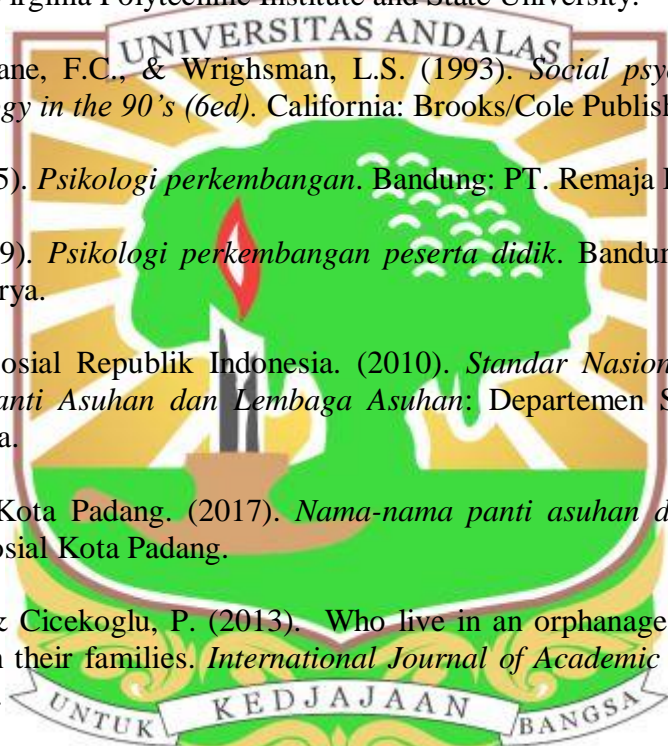 Virginia Polytechnic Institute and State University.
UNIVERSITAS ANDALAS
ane, F.C., & Wrighsman, L.S. (1993). Social psyc
gy in the 90's (6ed). California: Brooks/Cole Publish
5). Psikologi perkembangan. Bandung: PT. Remaja
9). Psikologi perkembangan peserta didik. Bandun
rya.
osial Republik Indonesia. (2010). Standar Nasion
anti Asuhan dan Lembaga Asuhan: Departemen S
a.
Kota Padang. (2017). Nama-nama panti asuhan d
osial Kota Padang.
& Cicekoglu, P. (2013). Who live in an orphanage
n their families. International Journal of Academic
UNTUK KEDJAJAAN BANGSA